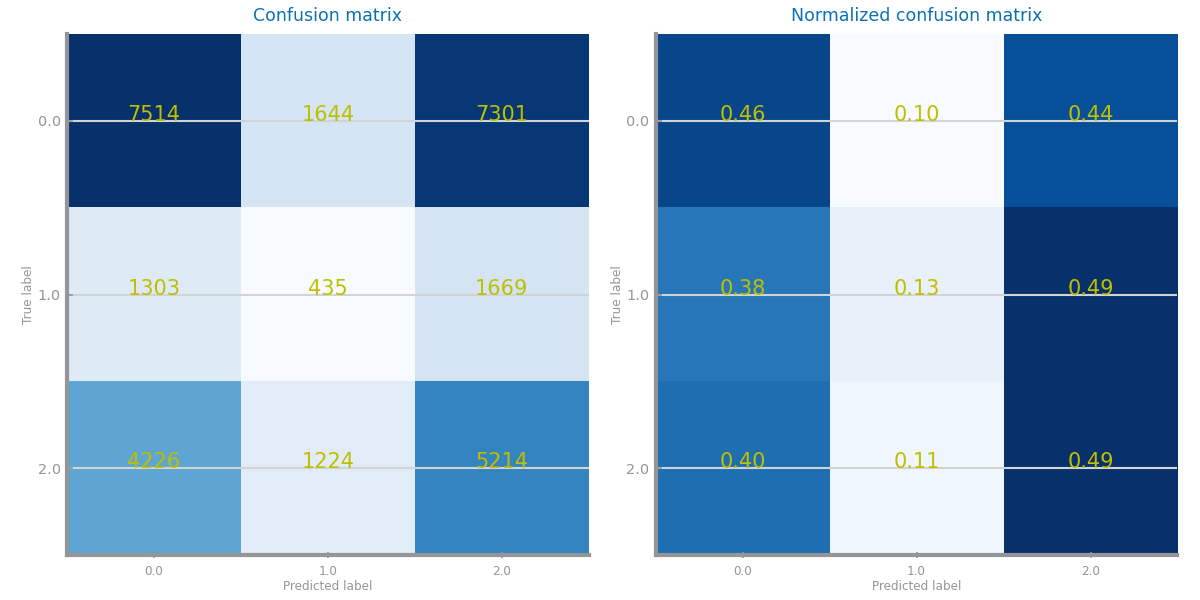 Confusion matrix
0.0 7514 1644 7301
1.0 1303 435 1669
2.0 4226 1224 5214
True label
0.0 1.0 2.0
Predicted label
Normalized confusion matrix
0.0 0.46 0.10 0.44
1.0 0.38 0.13 0.49
2.0 0.40 0.11 0.49
True label
0.0 1.0 2.0
Predicted label